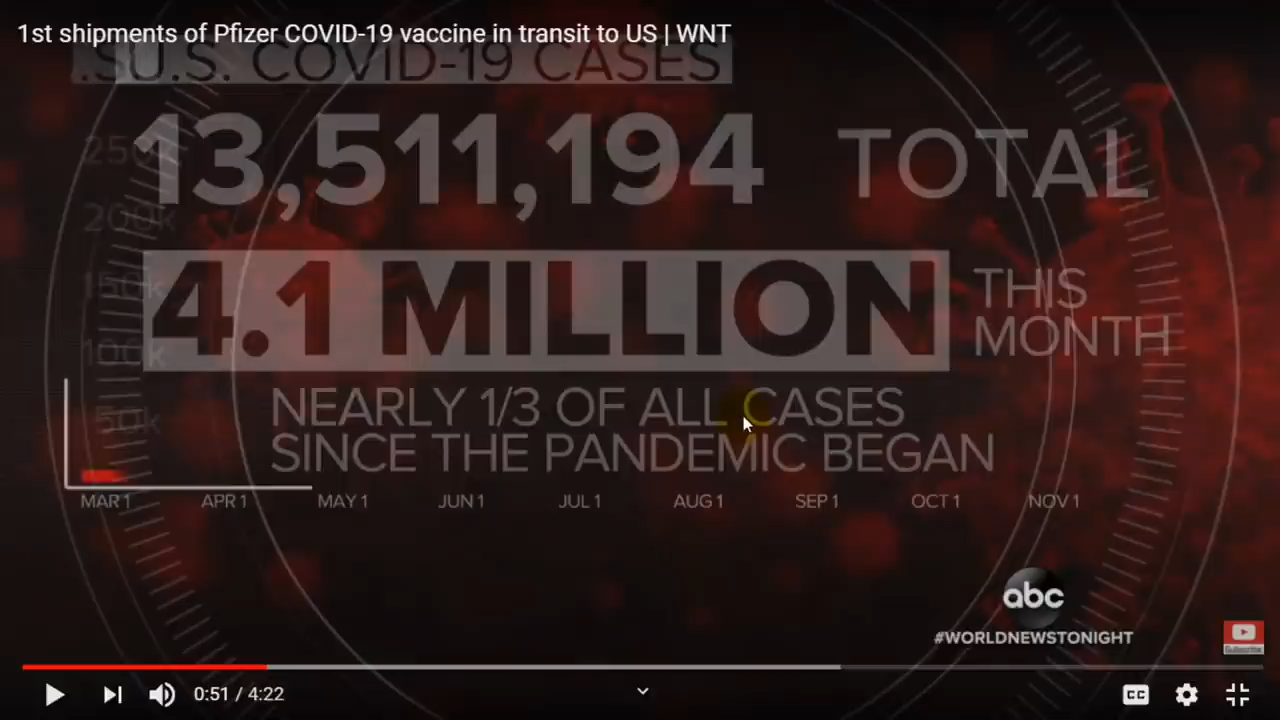 1st shipments of Pfizer COVID-19 vaccine in transit to US | WNT
.SU.S. COVID-19 CASES
13,511,194 TOTAL
4.1 MILLION THIS
MONTH
NEARLY 1/3 OF ALL CASES
SINCE THE PANDEMIC BEGAN
250k
200k
150k
100k
50k
MAR 1 APR 1 MAY 1 JUN 1 JUL 1 AUG 1 SEP 1 OCT 1 NOV 1
abc
#WORLDNEWSTONIGHT
Subscribe
0:51 / 4:22
CC